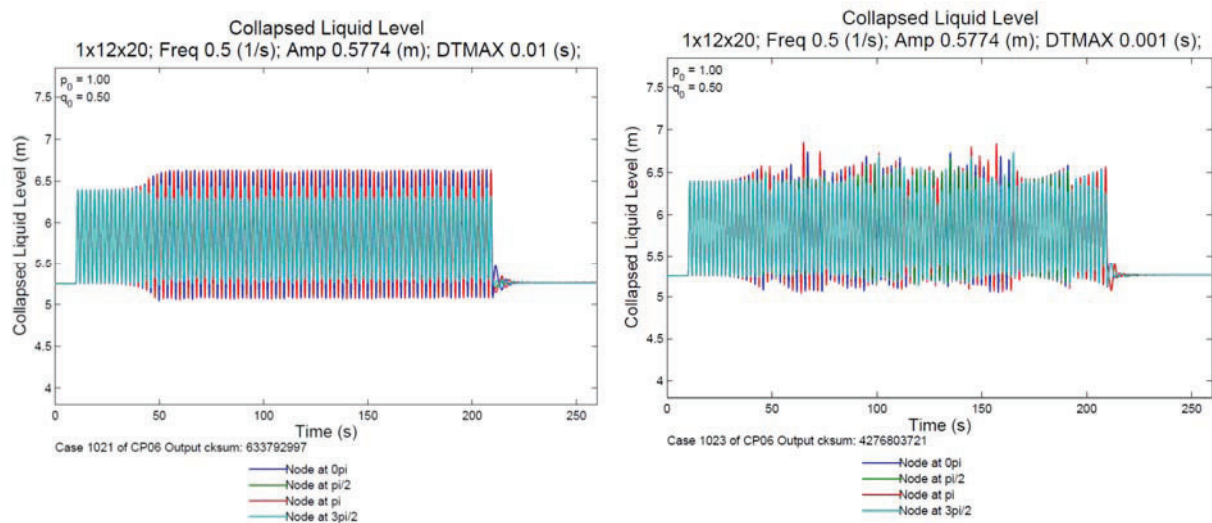 Collapsed Liquid Level
1x12x20; Freq 0.5 (1/s); Amp 0.5774 (m); DTMAX 0.01 (s);
p0 = 1.00
q0 = 0.50
7.5
7
6.5
6
5.5
5
4.5
4
Collapsed Liquid Level (m)
0 50 100 150 200 250
Time (s)
Case 1021 of CP06 Output cksum: 633792997
Node at 0pi
Node at pi/2
Node at pi
Node at 3pi/2
Collapsed Liquid Level
1x12x20; Freq 0.5 (1/s); Amp 0.5774 (m); DTMAX 0.001 (s);
p0 = 1.00
q0 = 0.50
7.5
7
6.5
6
5.5
5
4.5
4
Collapsed Liquid Level (m)
0 50 100 150 200 250
Time (s)
Case 1023 of CP06 Output cksum: 4276803721
Node at 0pi
Node at pi/2
Node at pi
Node at 3pi/2